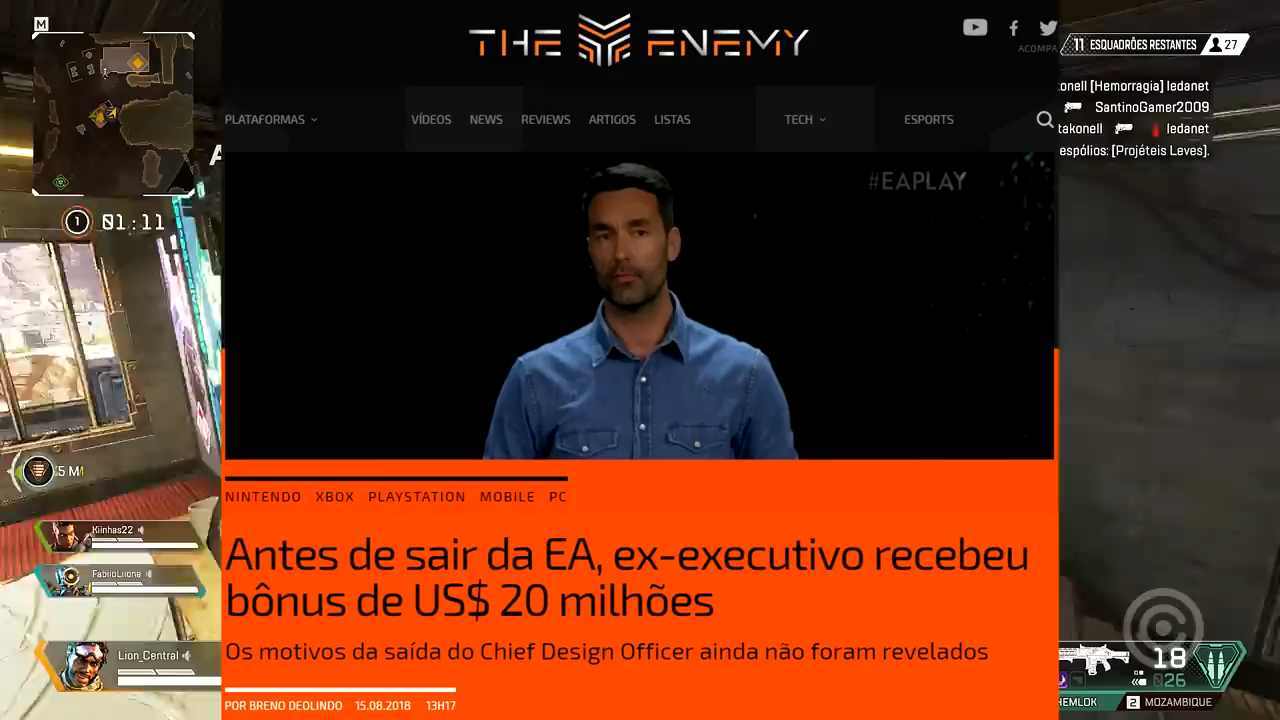 M
THE ENEMY
ACOMPA
11 ESQUADRÕES RESTANTES 27
onell [Hemorragia] ledanet
SantinoGamer2009
takonell ledanet
espólios: [Projéteis Leves].
PLATAFORMAS VÍDEOS NEWS REVIEWS ARTIGOS LISTAS TECH ESPORTS
A
#EAPLAY
1 01:11
'5 M
Kiinhas22
FabiioLiione
Lion_Central
NINTENDO XBOX PLAYSTATION MOBILE PC
Antes de sair da EA, ex-executivo recebeu
bônus de US$ 20 milhões
Os motivos da saída do Chief Design Officer ainda não foram revelados
POR BRENO DEOLINDO 15.08.2018 13H17
18
026
HEMLOK 2 MOZAMBIQUE